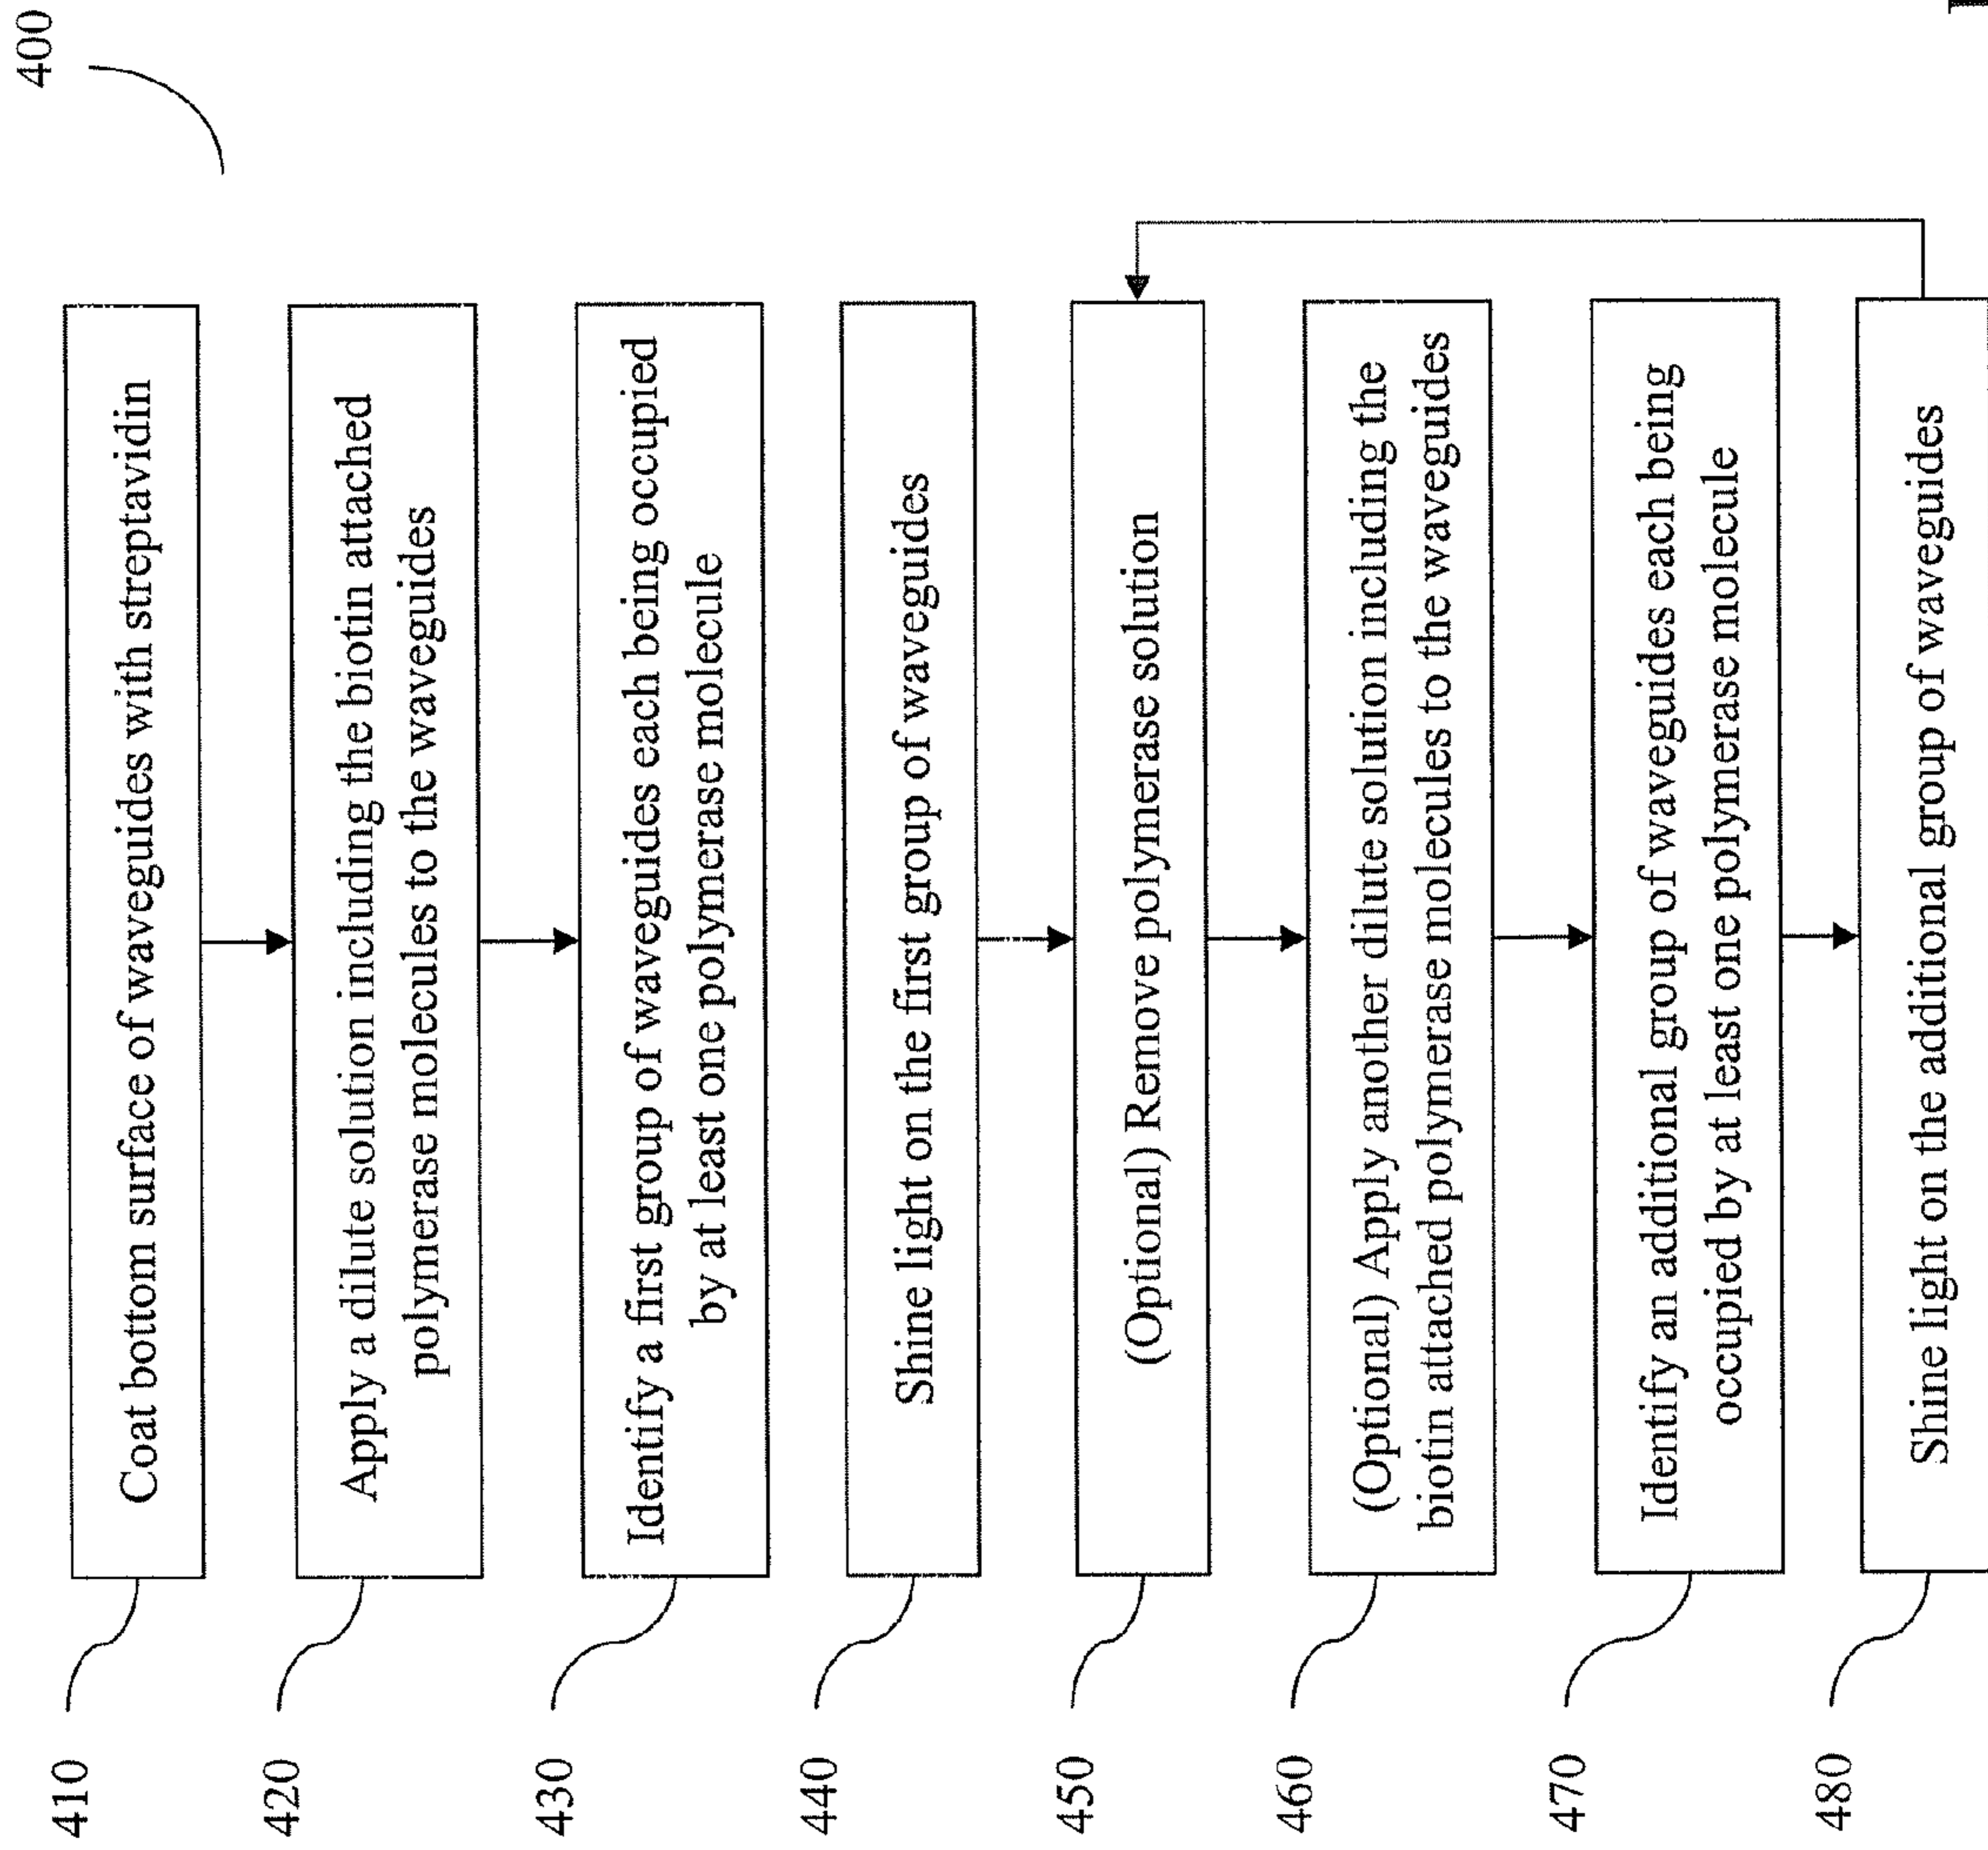 400
410
Coat bottom surface of waveguides with streptavidin
420
Apply a dilute solution including the biotin attached
polymerase molecules to the waveguides
430
Identify a first group of waveguides each being occupied
by at least one polymerase molecule
440
Shine light on the first group of waveguides
450
(Optional) Remove polymerase solution
460
(Optional) Apply another dilute solution including the
biotin attached polymerase molecules to the waveguides
470
Identify an additional group of waveguides each being
occupied by at least one polymerase molecule
480
Shine light on the additional group of waveguides